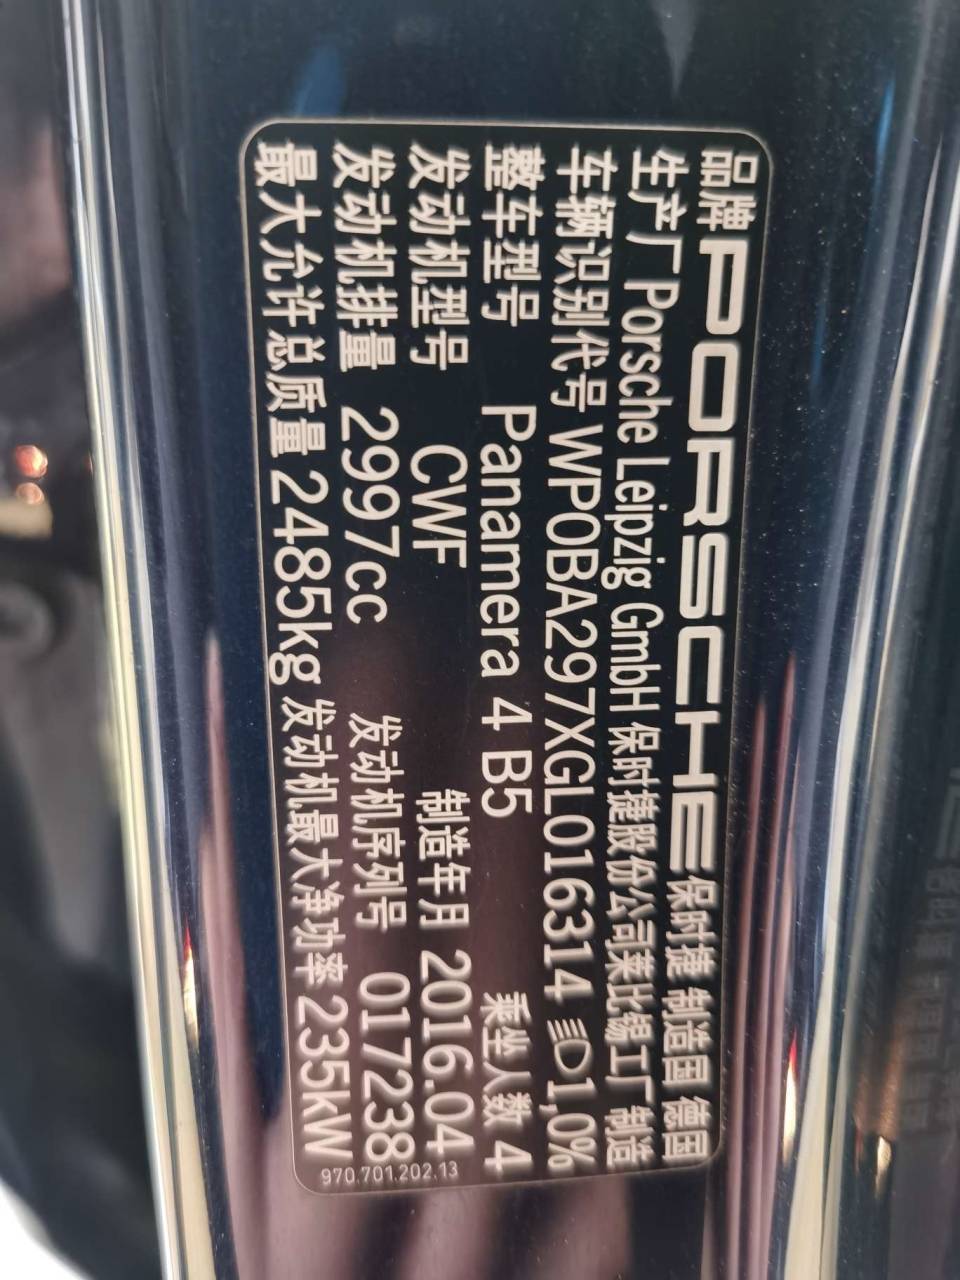 品牌 PORSCHE 保时捷 制造国 德国
生产厂 Porsche Leipzig GmbH 保时捷股份公司莱比锡工厂制造
车辆识别代号 WP0BA297XGL016314 1,0%
整车型号 Panamera 4 B5 乘坐人数 4
发动机型号 CWF 制造年月 2016.04
发动机排量 2997cc 发动机序列号 017238
最大允许总质量 2485kg 发动机最大净功率 235kW
970.701.202.13